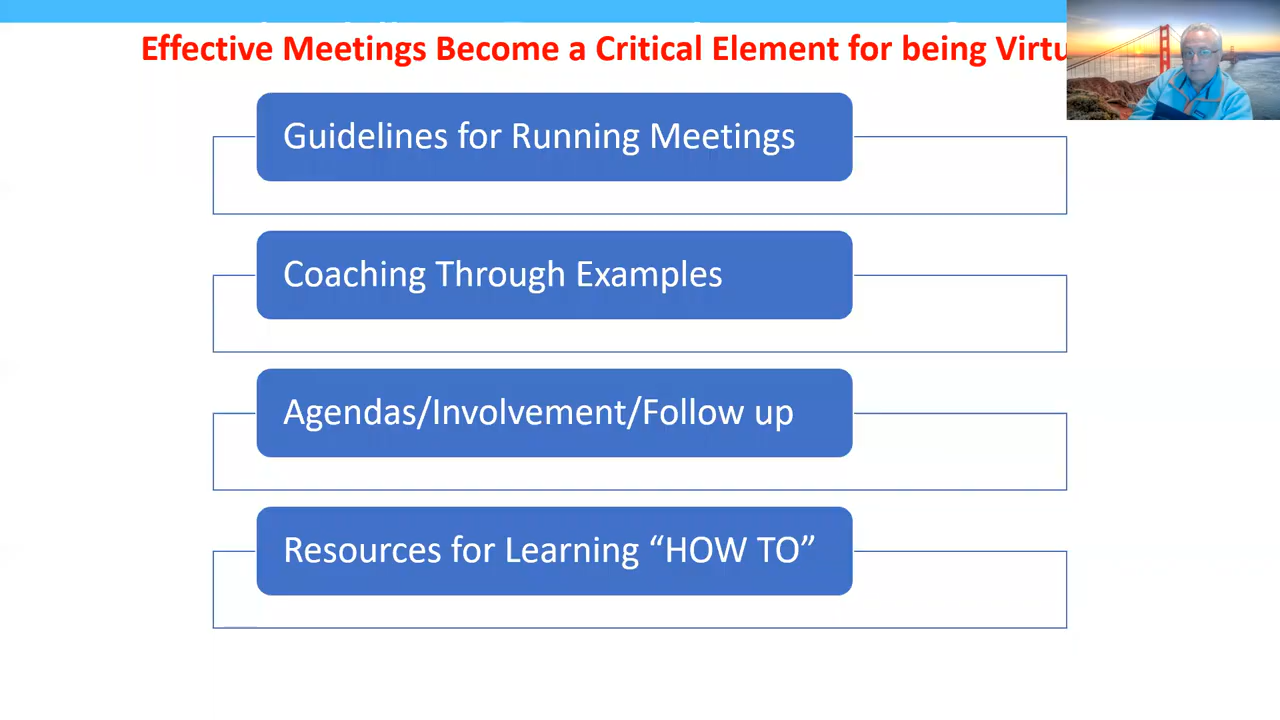 Effective Meetings Become a Critical Element for being Virtu
Guidelines for Running Meetings
Coaching Through Examples
Agendas/Involvement/Follow up
Resources for Learning “HOW TO”